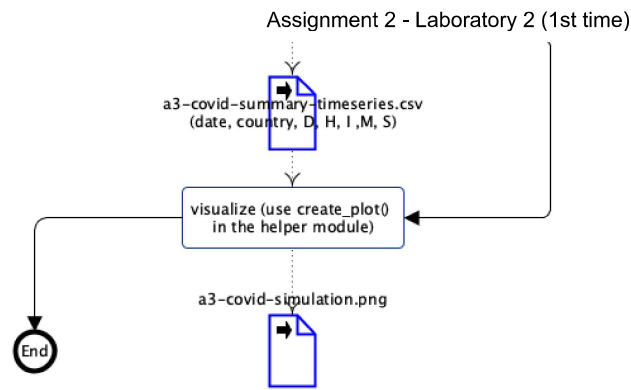 Assignment 2 - Laboratory 2 (1st time)
a3-covid-summary-timeseries.csv
(date, country, D, H, I ,M, S)
visualize (use create_plot()
in the helper module)
a3-covid-simulation.png
End